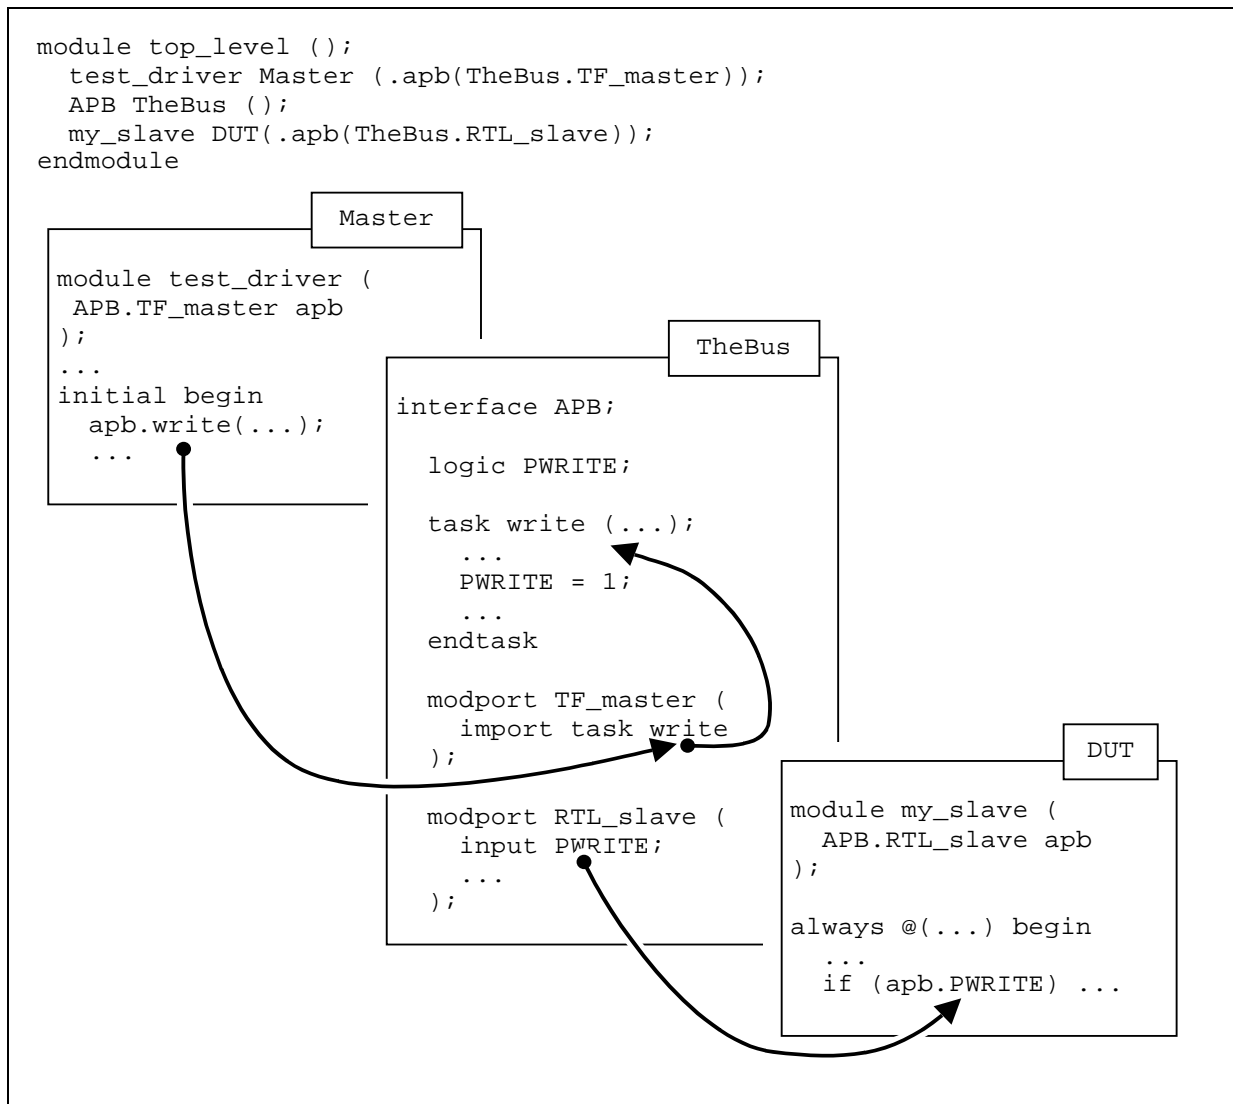 module top_level ();
  test_driver Master (.apb(TheBus.TF_master));
  APB TheBus ();
  my_slave DUT(.apb(TheBus.RTL_slave));
endmodule
Master
module test_driver (
 APB.TF_master apb
);
...
initial begin
  apb.write(...);
  ...
TheBus
interface APB;
  logic PWRITE;
  task write (...);
    ...
    PWRITE = 1;
    ...
  endtask
  modport TF_master (
    import task write
  );
  modport RTL_slave (
    input PWRITE;
    ...
  );
DUT
module my_slave (
  APB.RTL_slave apb
);
always @(...) begin
  ...
  if (apb.PWRITE) ...